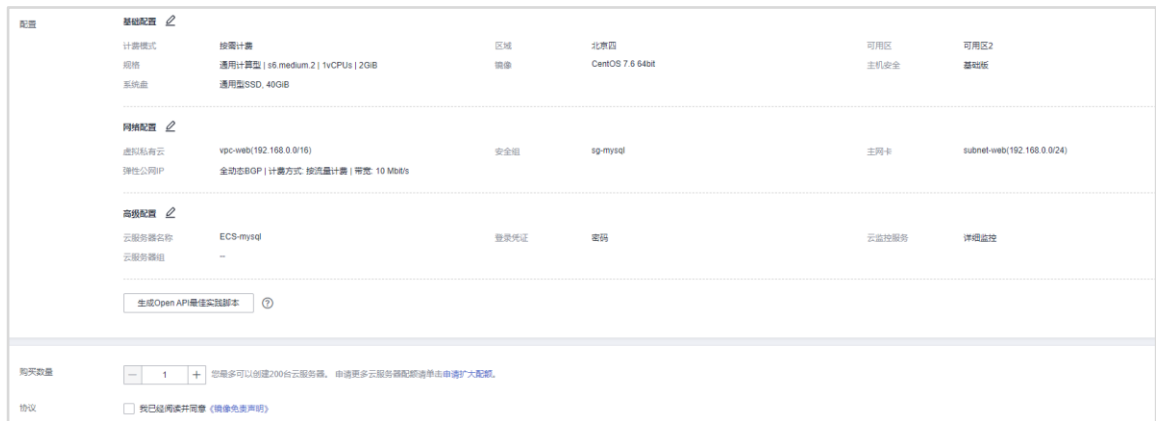 配置 基础配置
计费模式 按需计费 区域 北京四 可用区 可用区2
规格 通用计算型 | s6.medium.2 | 1vCPUs | 2GiB 镜像 CentOS 7.6 64bit 主机安全 基础版
系统盘 通用型SSD, 40GiB
网络配置
虚拟私有云 vpc-web(192.168.0.0/16) 安全组 sg-mysql 主网卡 subnet-web(192.168.0.0/24)
弹性公网IP 全动态BGP | 计费方式: 按流量计费 | 带宽: 10 Mbit/s
高级配置
云服务器名称 ECS-mysql 登录凭证 密码 云监控服务 详细监控
云服务器组 --
生成Open API最佳实践脚本 ?
购买数量 — 1 + 您最多可以创建200台云服务器。 申请更多云服务器配额请单击申请扩大配额。
协议 我已经阅读并同意《镜像免责声明》